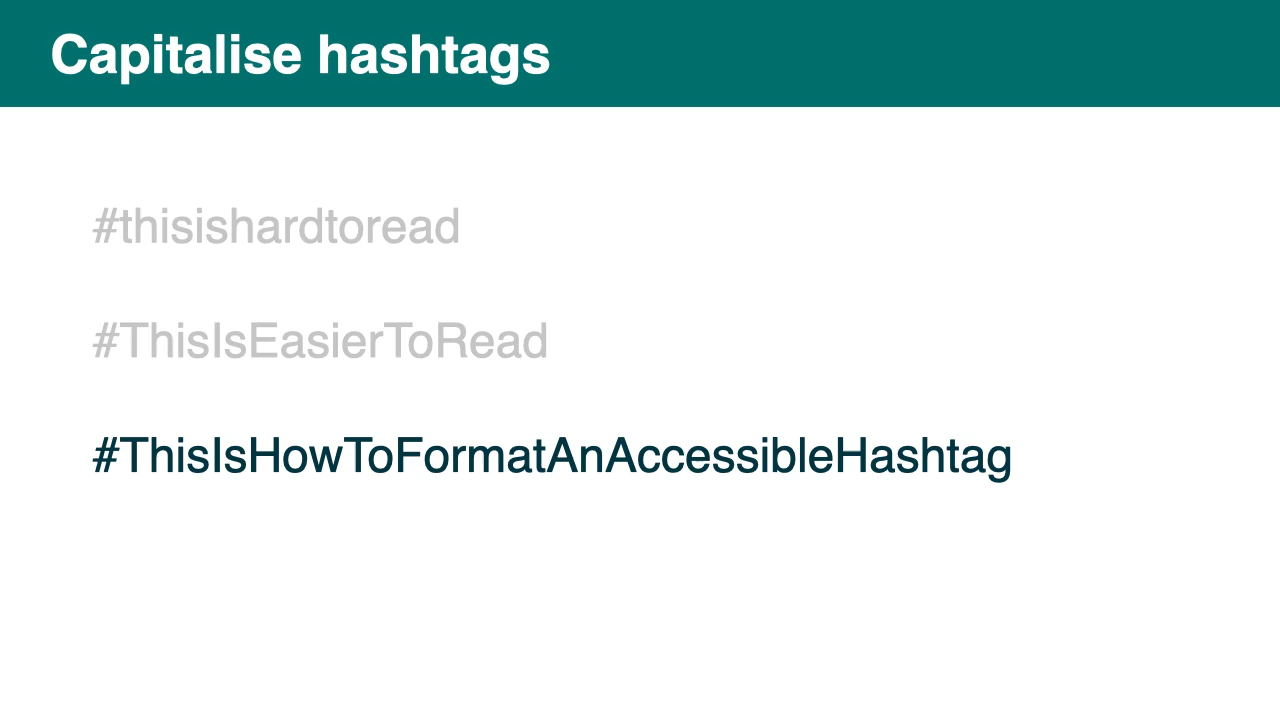 Capitalise hashtags
#thisishardtoread
#ThisIsEasierToRead
#ThisIsHowToFormatAnAccessibleHashtag